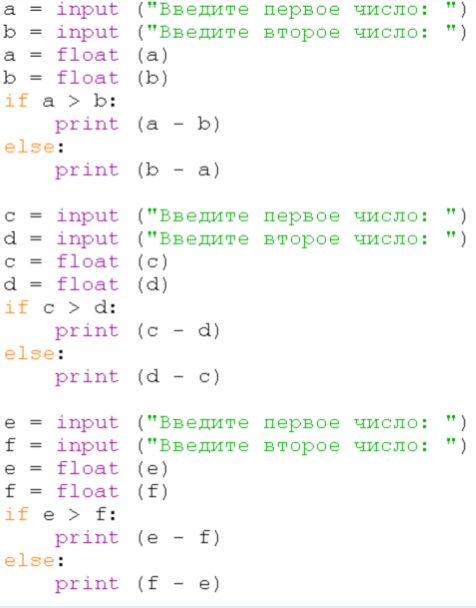 a = input ("Введите первое число: ")
b = input ("Введите второе число: ")
a = float (a)
b = float (b)
if a > b:
    print (a - b)
else:
    print (b - a)

c = input ("Введите первое число: ")
d = input ("Введите второе число: ")
c = float (c)
d = float (d)
if c > d:
    print (c - d)
else:
    print (d - c)

e = input ("Введите первое число: ")
f = input ("Введите второе число: ")
e = float (e)
f = float (f)
if e > f:
    print (e - f)
else:
    print (f - e)